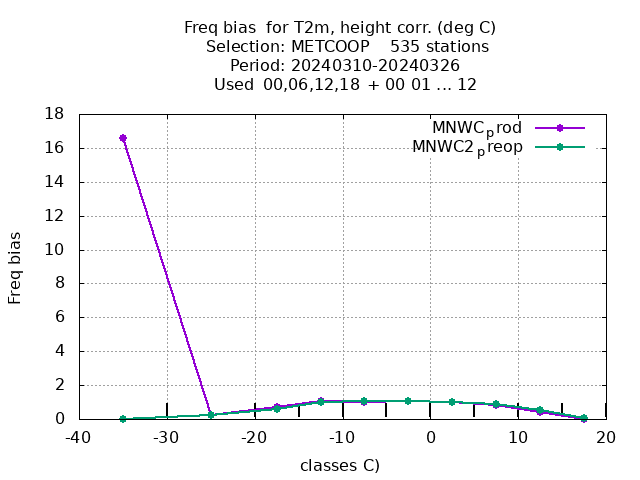 Freq bias  for T2m, height corr. (deg C)
Selection: METCOOP    535 stations
Period: 20240310-20240326
Used  00,06,12,18  + 00 01 ... 12
MNWCprod
MNWC2preop
18
16
14
12
10
8
6
4
2
0
Freq bias
-40 -30 -20 -10 0 10 20
classes C)